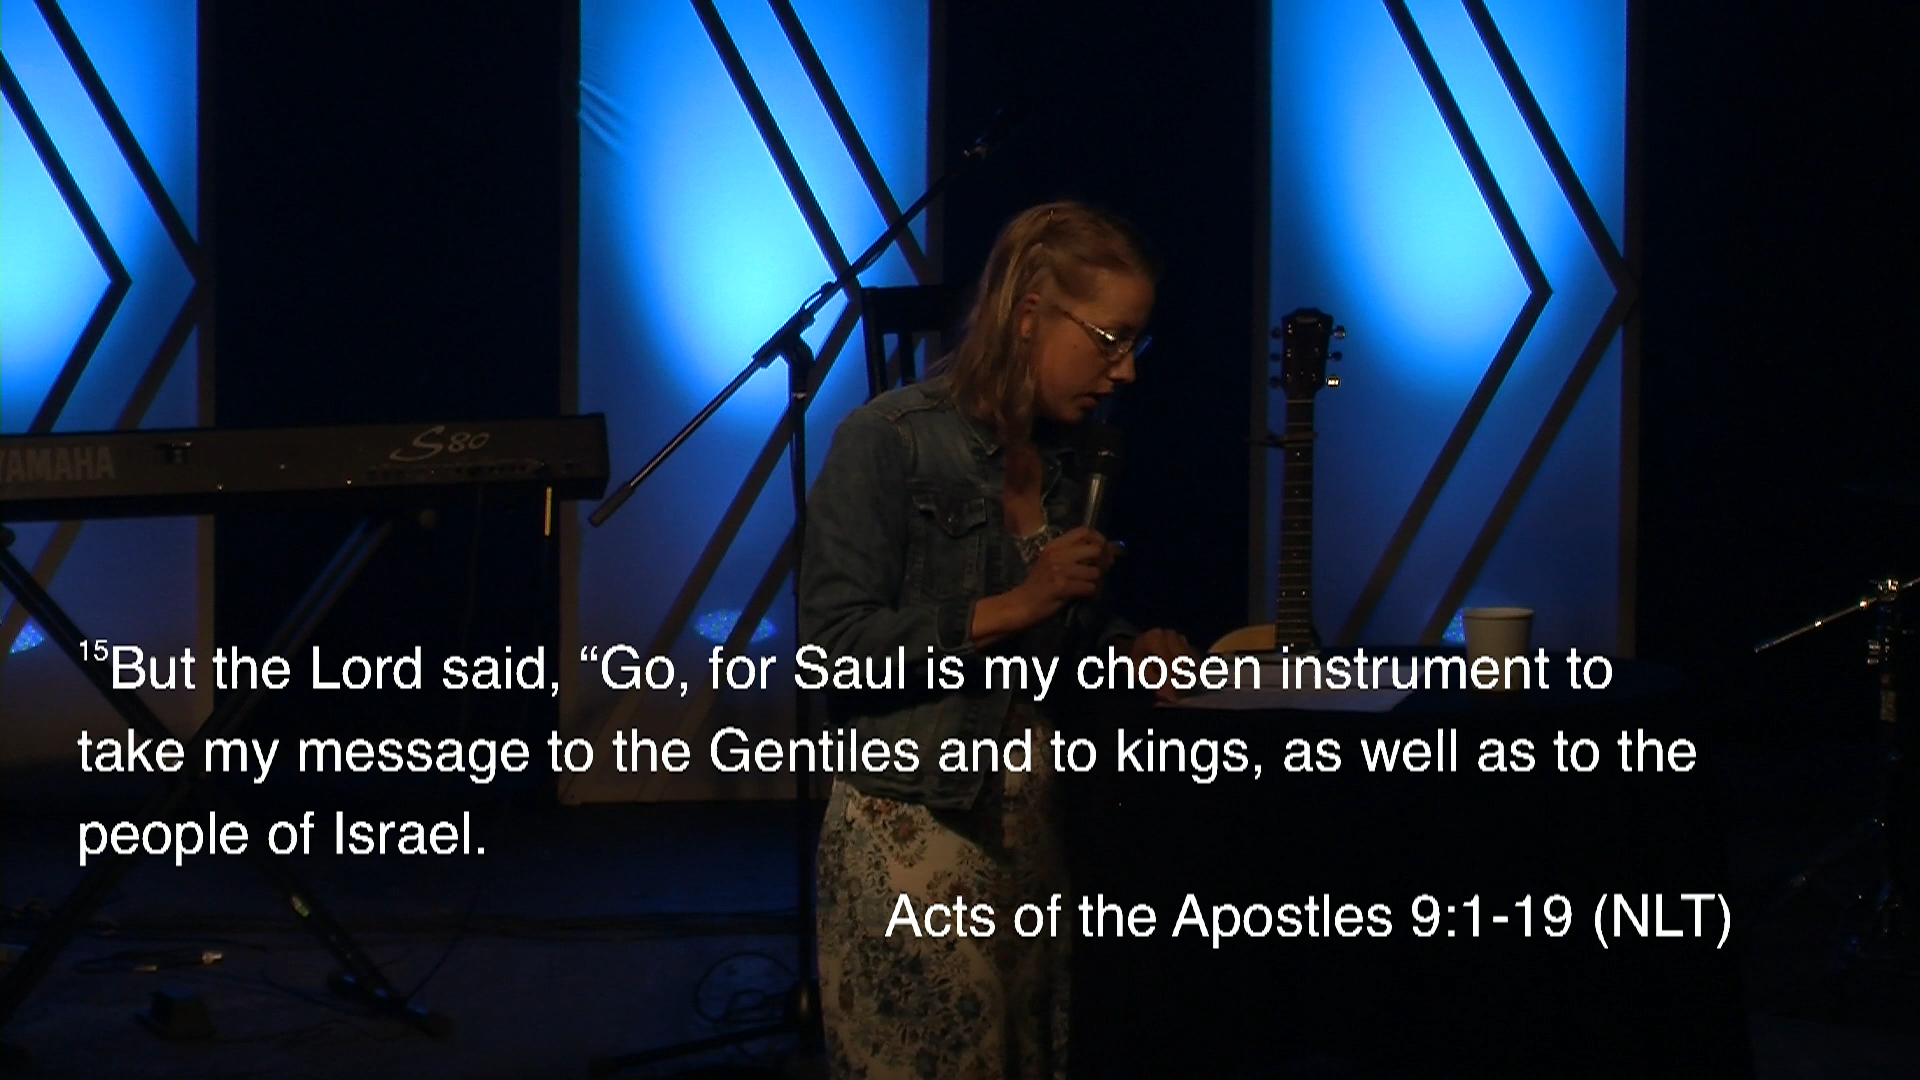 YAMAHA
S80
¹⁵But the Lord said, “Go, for Saul is my chosen instrument to
take my message to the Gentiles and to kings, as well as to the
people of Israel.
Acts of the Apostles 9:1-19 (NLT)